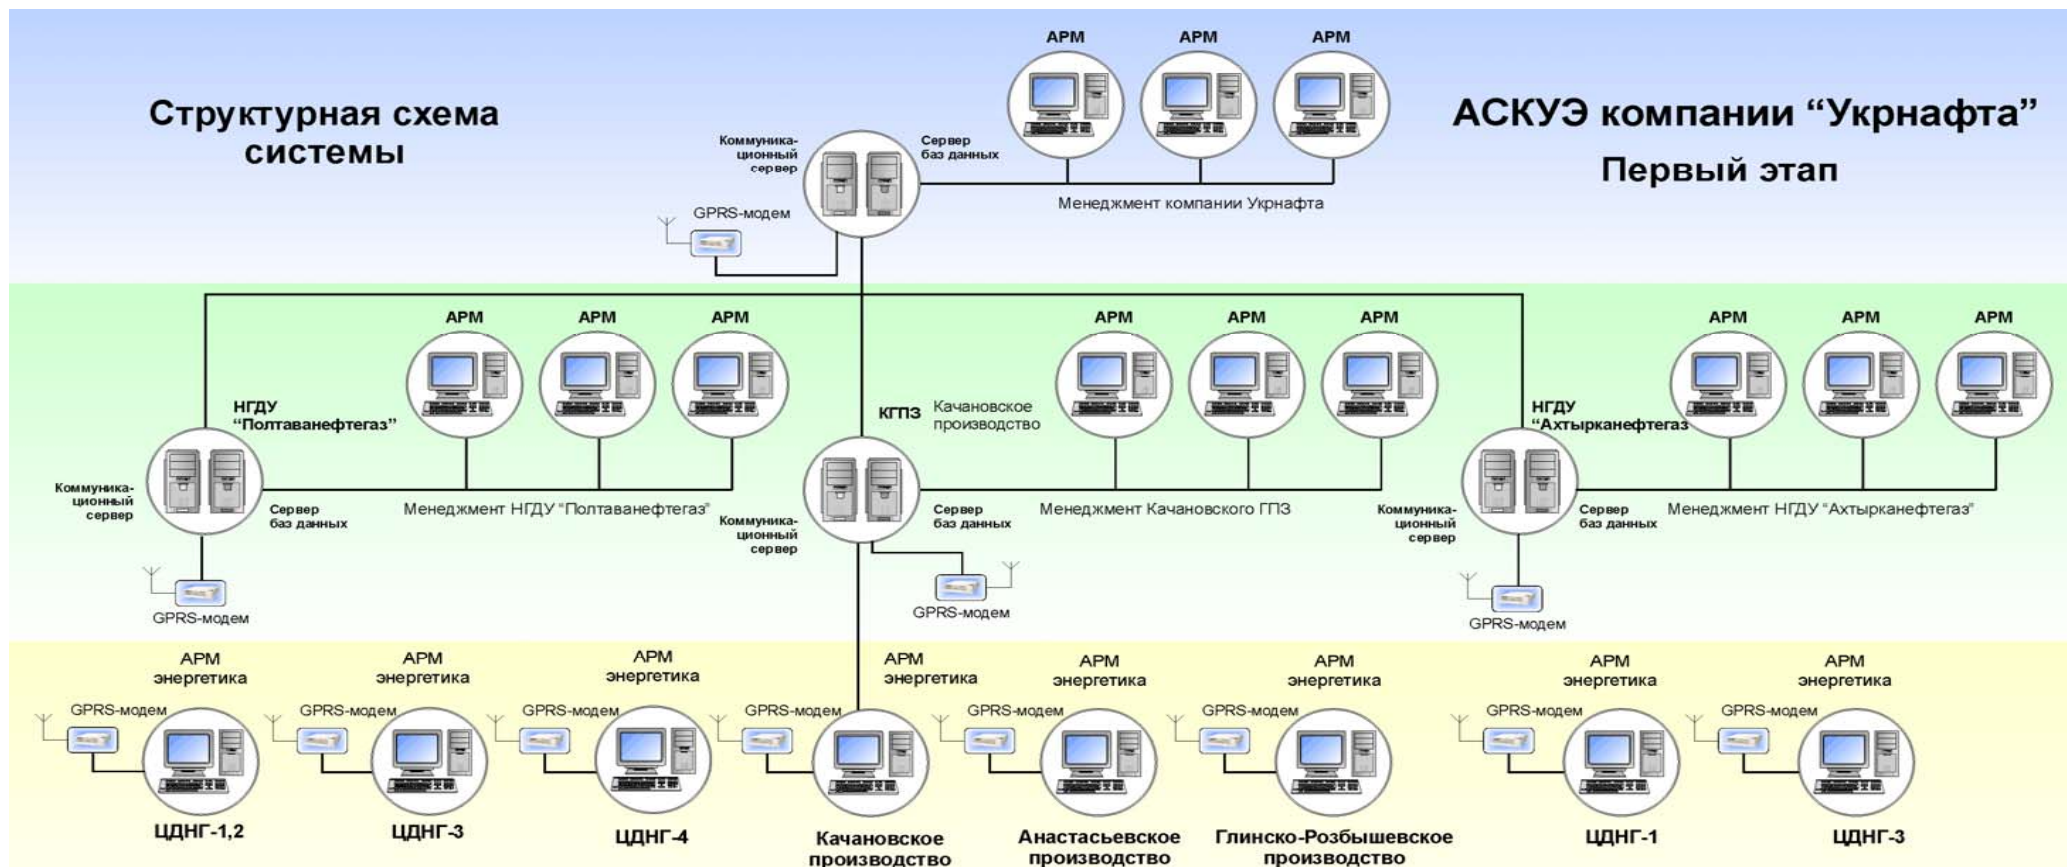 Структурная схема
системы
АСКУЭ компании “Укрнафта”
Первый этап
АРМ
АРМ
АРМ
Коммуника-
ционный
сервер
Сервер
баз данных
Менеджмент компании Укрнафта
GPRS-модем
АРМ
АРМ
АРМ
АРМ
АРМ
АРМ
АРМ
АРМ
АРМ
НГДУ
“Полтаванефтегаз”
Коммуника-
ционный
сервер
Сервер
баз данных
Менеджмент НГДУ “Полтаванефтегаз”
GPRS-модем
КГПЗ
Качановское
производство
Коммуника-
ционный
сервер
Сервер
баз данных
Менеджмент Качановского ГПЗ
GPRS-модем
НГДУ
“Ахтырканефтегаз
Коммуника-
ционный
сервер
Сервер
баз данных
Менеджмент НГДУ “Ахтырканефтегаз”
GPRS-модем
АРМ
энергетика
GPRS-модем
ЦДНГ-1,2
АРМ
энергетика
GPRS-модем
ЦДНГ-3
АРМ
энергетика
GPRS-модем
ЦДНГ-4
АРМ
энергетика
GPRS-модем
Качановское
производство
АРМ
энергетика
GPRS-модем
Анастасьевское
производство
АРМ
энергетика
GPRS-модем
Глинско-Розбышевское
производство
АРМ
энергетика
GPRS-модем
ЦДНГ-1
АРМ
энергетика
GPRS-модем
ЦДНГ-3